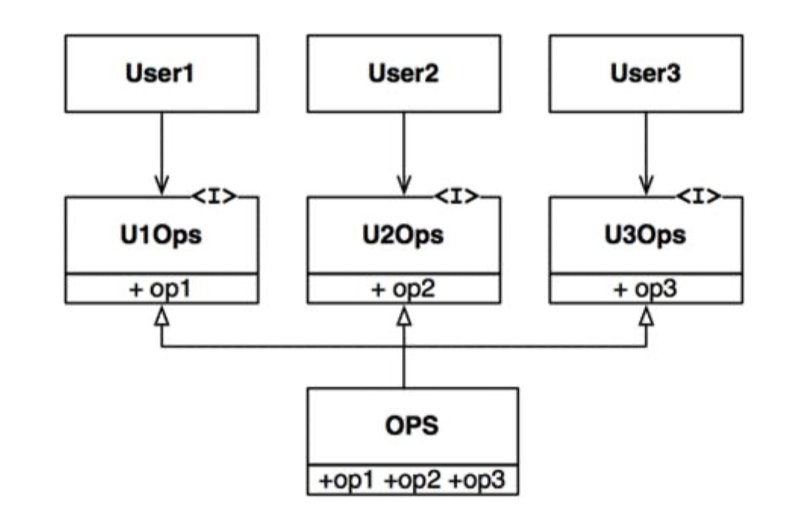 User1
User2
User3
<I>
<I>
<I>
U1Ops
U2Ops
U3Ops
+ op1
+ op2
+ op3
OPS
+op1 +op2 +op3